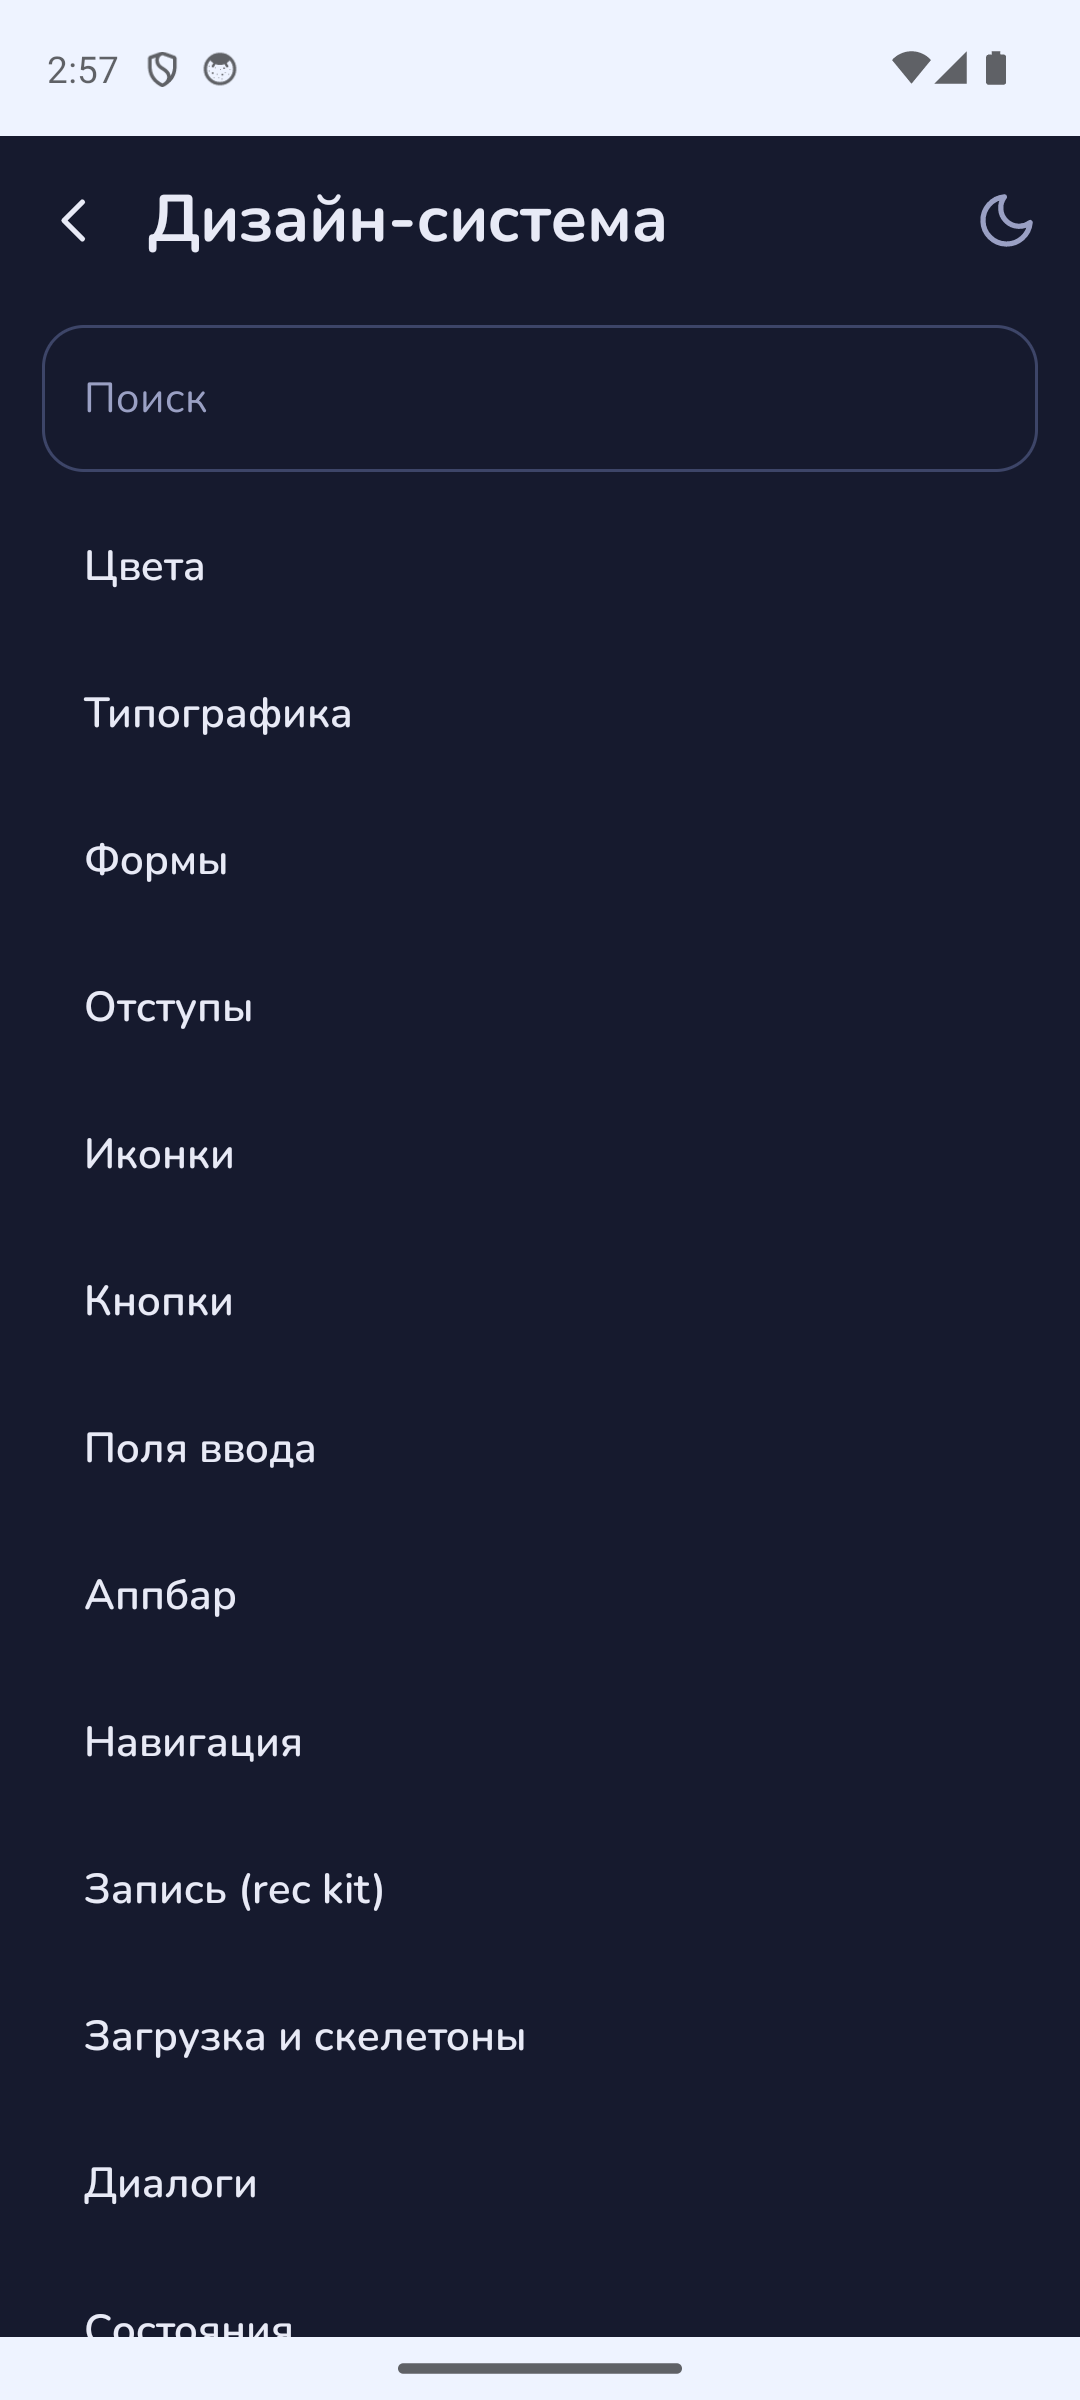 2:57
Дизайн-система
Поиск
Цвета
Типографика
Формы
Отступы
Иконки
Кнопки
Поля ввода
Аппбар
Навигация
Запись (rec kit)
Загрузка и скелетоны
Диалоги
Состояния